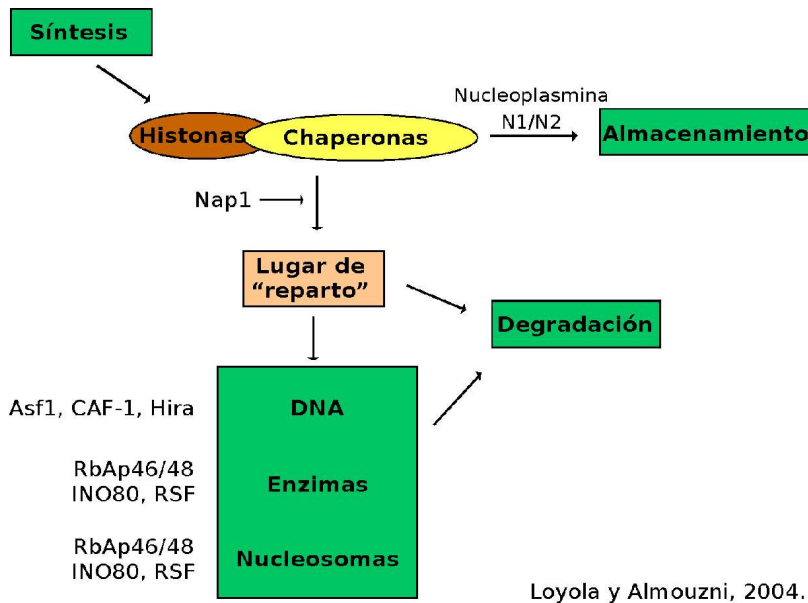 Síntesis
Nucleoplasmina
N1/N2
Histonas
Chaperonas
Almacenamiento
Nap1
Lugar de
“reparto”
Degradación
Asf1, CAF-1, Hira
DNA
RbAp46/48
INO80, RSF
Enzimas
RbAp46/48
INO80, RSF
Nucleosomas
Loyola y Almouzni, 2004.